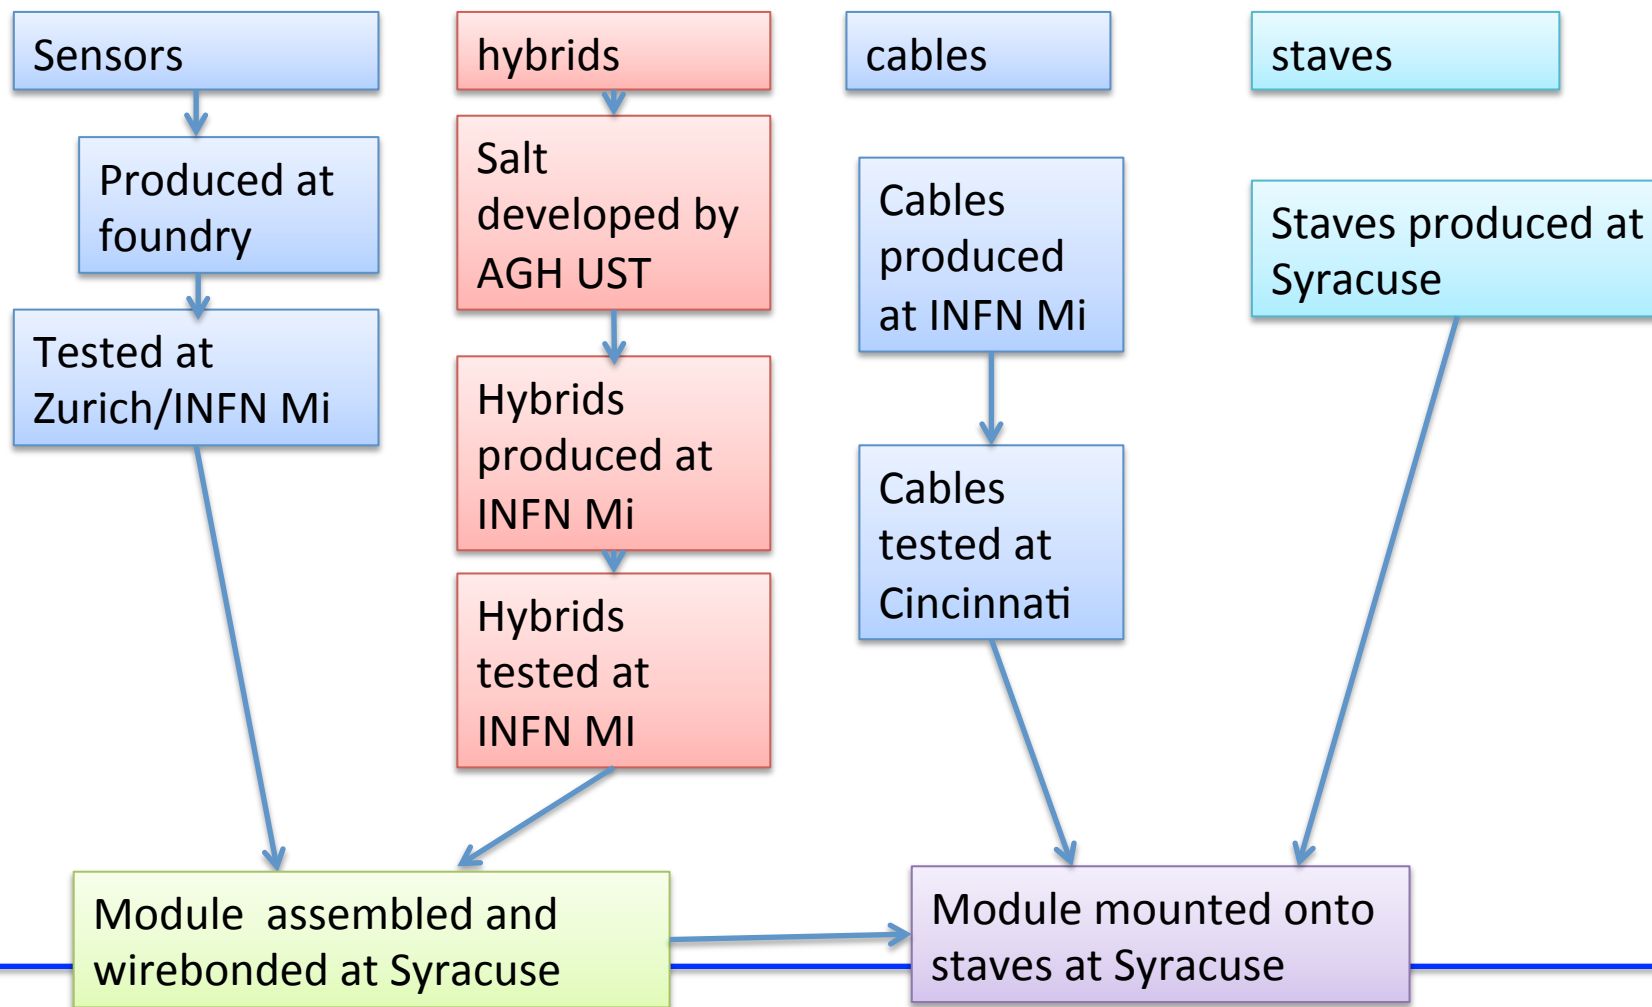 Sensors
Produced at
foundry
Tested at
Zurich/INFN Mi
hybrids
Salt
developed by
AGH UST
Hybrids
produced at
INFN Mi
Hybrids
tested at
INFN MI
cables
Cables
produced
at INFN Mi
Cables
tested at
Cincinnati
staves
Staves produced at
Syracuse
Module  assembled and
wirebonded at Syracuse
Module mounted onto
staves at Syracuse